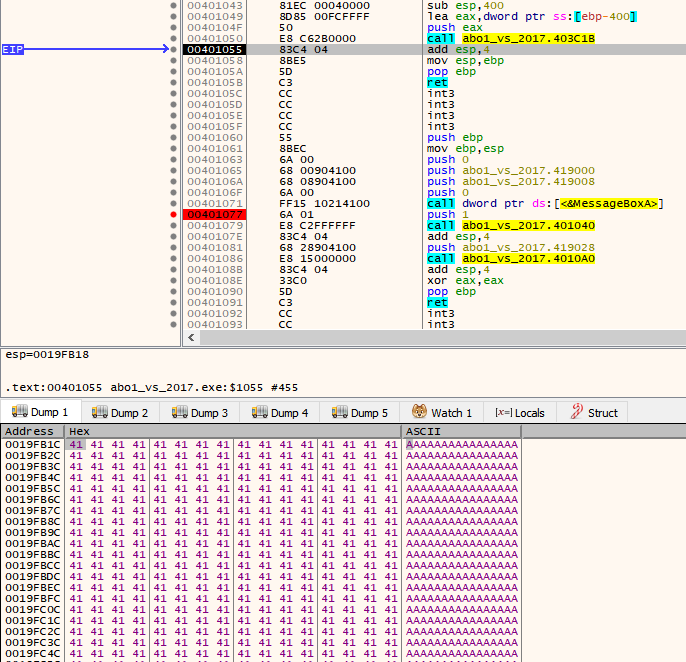 00401043 81EC 00040000 sub esp,400
00401049 8D85 00FCFFFF lea eax,dword ptr ss:[ebp-400]
0040104F 50 push eax
00401050 E8 C62B0000 call abo1_vs_2017.403C1B
EIP 00401055 83C4 04 add esp,4
00401058 8BE5 mov esp,ebp
0040105A 5D pop ebp
0040105B C3 ret
0040105C CC int3
0040105D CC int3
0040105E CC int3
0040105F CC int3
00401060 55 push ebp
00401061 8BEC mov ebp,esp
00401063 6A 00 push 0
00401065 68 00904100 push abo1_vs_2017.419000
0040106A 68 08904100 push abo1_vs_2017.419008
0040106F 6A 00 push 0
00401071 FF15 10214100 call dword ptr ds:[<&MessageBoxA>]
00401077 6A 01 push 1
00401079 E8 C2FFFFFF call abo1_vs_2017.401040
0040107E 83C4 04 add esp,4
00401081 68 28904100 push abo1_vs_2017.419028
00401086 E8 15000000 call abo1_vs_2017.4010A0
0040108B 83C4 04 add esp,4
0040108E 33C0 xor eax,eax
00401090 5D pop ebp
00401091 C3 ret
00401092 CC int3
00401093 CC int3
esp=0019FB18
.text:00401055 abo1_vs_2017.exe:$1055 #455
Dump 1 Dump 2 Dump 3 Dump 4 Dump 5 Watch 1 [x=] Locals Struct
Address Hex ASCII
0019FB1C 41 41 41 41 41 41 41 41 41 41 41 41 41 41 41 41 AAAAAAAAAAAAAAAA
0019FB2C 41 41 41 41 41 41 41 41 41 41 41 41 41 41 41 41 AAAAAAAAAAAAAAAA
0019FB3C 41 41 41 41 41 41 41 41 41 41 41 41 41 41 41 41 AAAAAAAAAAAAAAAA
0019FB4C 41 41 41 41 41 41 41 41 41 41 41 41 41 41 41 41 AAAAAAAAAAAAAAAA
0019FB5C 41 41 41 41 41 41 41 41 41 41 41 41 41 41 41 41 AAAAAAAAAAAAAAAA
0019FB6C 41 41 41 41 41 41 41 41 41 41 41 41 41 41 41 41 AAAAAAAAAAAAAAAA
0019FB7C 41 41 41 41 41 41 41 41 41 41 41 41 41 41 41 41 AAAAAAAAAAAAAAAA
0019FB8C 41 41 41 41 41 41 41 41 41 41 41 41 41 41 41 41 AAAAAAAAAAAAAAAA
0019FB9C 41 41 41 41 41 41 41 41 41 41 41 41 41 41 41 41 AAAAAAAAAAAAAAAA
0019FBAC 41 41 41 41 41 41 41 41 41 41 41 41 41 41 41 41 AAAAAAAAAAAAAAAA
0019FBBC 41 41 41 41 41 41 41 41 41 41 41 41 41 41 41 41 AAAAAAAAAAAAAAAA
0019FBCC 41 41 41 41 41 41 41 41 41 41 41 41 41 41 41 41 AAAAAAAAAAAAAAAA
0019FBDC 41 41 41 41 41 41 41 41 41 41 41 41 41 41 41 41 AAAAAAAAAAAAAAAA
0019FBEC 41 41 41 41 41 41 41 41 41 41 41 41 41 41 41 41 AAAAAAAAAAAAAAAA
0019FBFC 41 41 41 41 41 41 41 41 41 41 41 41 41 41 41 41 AAAAAAAAAAAAAAAA
0019FC0C 41 41 41 41 41 41 41 41 41 41 41 41 41 41 41 41 AAAAAAAAAAAAAAAA
0019FC1C 41 41 41 41 41 41 41 41 41 41 41 41 41 41 41 41 AAAAAAAAAAAAAAAA
0019FC2C 41 41 41 41 41 41 41 41 41 41 41 41 41 41 41 41 AAAAAAAAAAAAAAAA
0019FC3C 41 41 41 41 41 41 41 41 41 41 41 41 41 41 41 41 AAAAAAAAAAAAAAAA
0019FC4C 41 41 41 41 41 41 41 41 41 41 41 41 41 41 41 41 AAAAAAAAAAAAAAAA